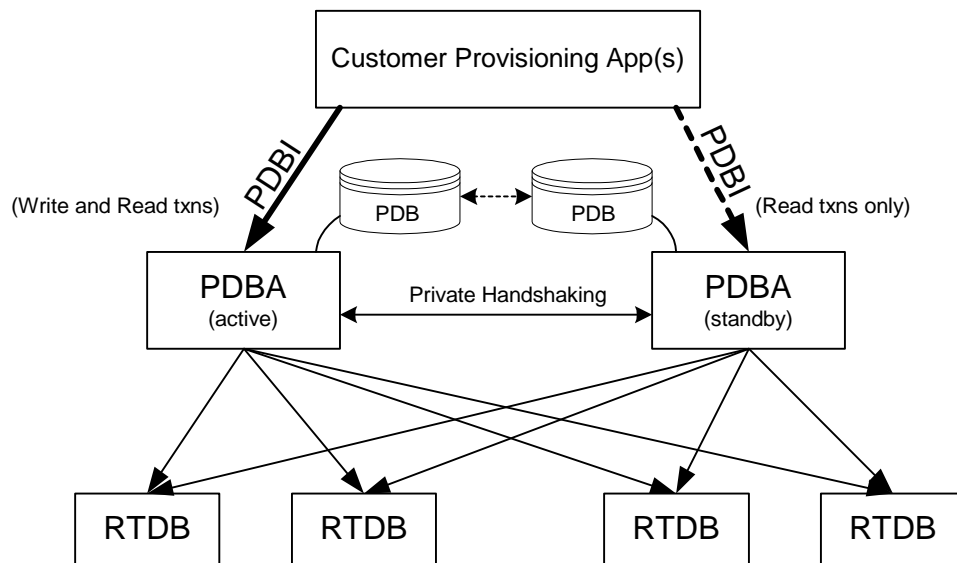 Customer Provisioning App(s)
PDBI
PDBI
(Write and Read txns)
PDB
PDB
(Read txns only)
PDBA
(active)
Private Handshaking
PDBA
(standby)
RTDB
RTDB
RTDB
RTDB